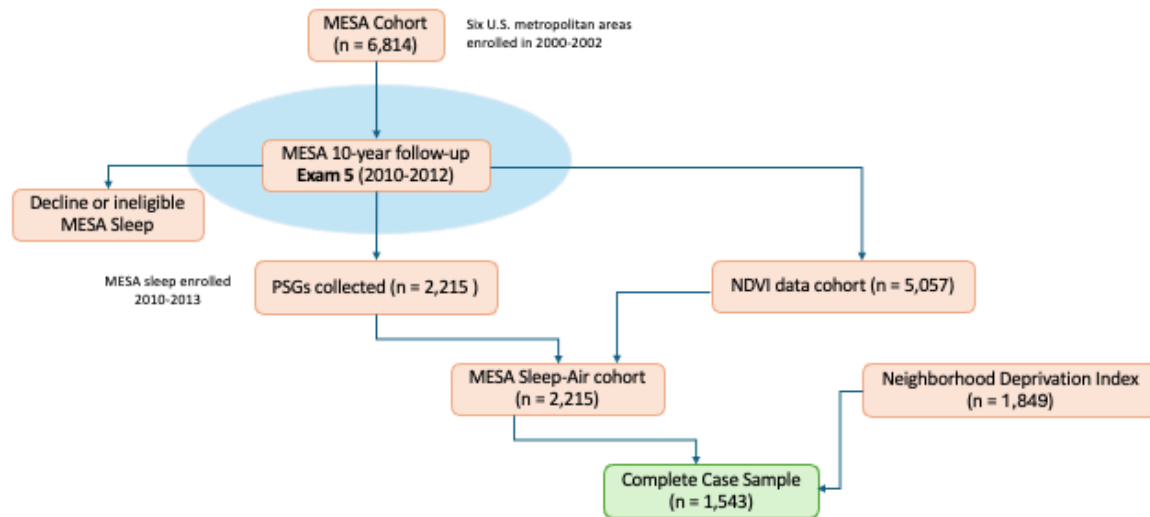 MESA Cohort
(n = 6,814)
Six U.S. metropolitan areas
enrolled in 2000-2002
MESA 10-year follow-up
Exam 5 (2010-2012)
Decline or ineligible
MESA Sleep
MESA sleep enrolled
2010-2013
PSGs collected (n = 2,215 )
NDVI data cohort (n = 5,057)
MESA Sleep-Air cohort
(n = 2,215)
Neighborhood Deprivation Index
(n = 1,849)
Complete Case Sample
(n = 1,543)